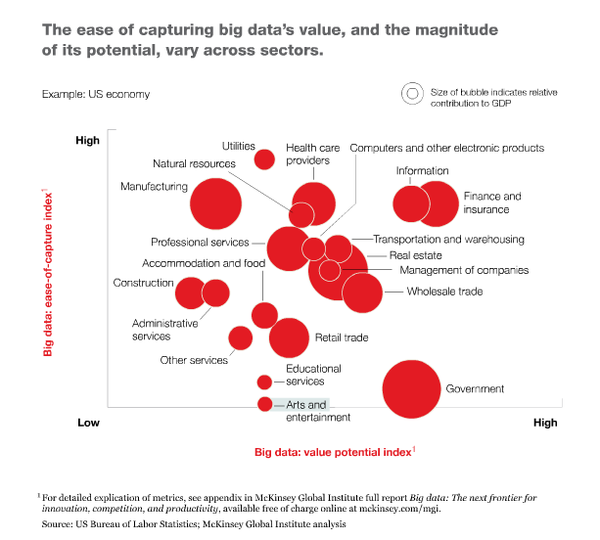 The ease of capturing big data's value, and the magnitude
of its potential, vary across sectors.
Example: US economy
Size of bubble indicates relative
contribution to GDP
High
Utilities
Natural resources
Health care
providers
Computers and other electronic products
Information
Manufacturing
Finance and
insurance
Professional services
Transportation and warehousing
Real estate
Accommodation and food
Management of companies
Construction
Wholesale trade
Administrative
services
Retail trade
Other services
Educational
services
Government
Arts and
entertainment
Big data: ease-of-capture index1
Low
High
Big data: value potential index1
1 For detailed explication of metrics, see appendix in McKinsey Global Institute full report Big data: The next frontier for
innovation, competition, and productivity, available free of charge online at mckinsey.com/mgi.
Source: US Bureau of Labor Statistics; McKinsey Global Institute analysis